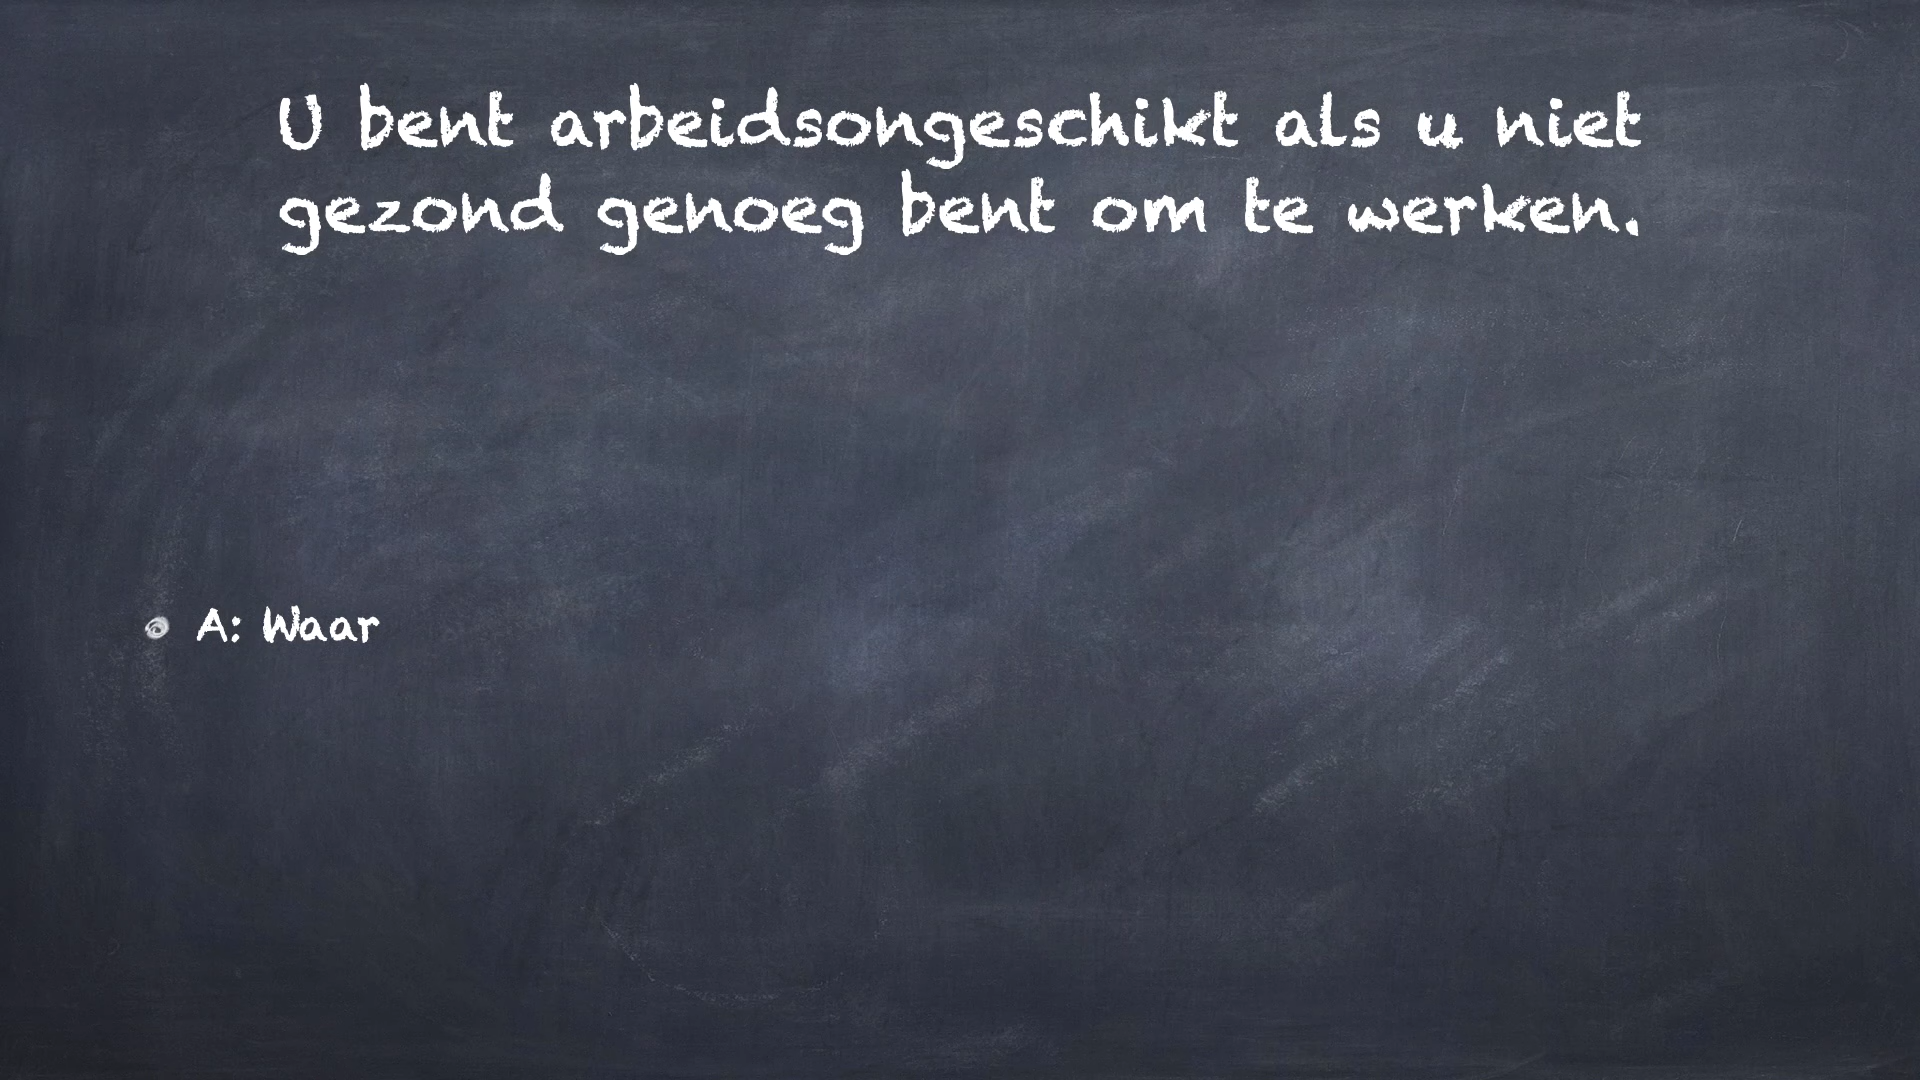 U bent arbeidsongeschikt als u niet
gezond genoeg bent om te werken.
A: Waar